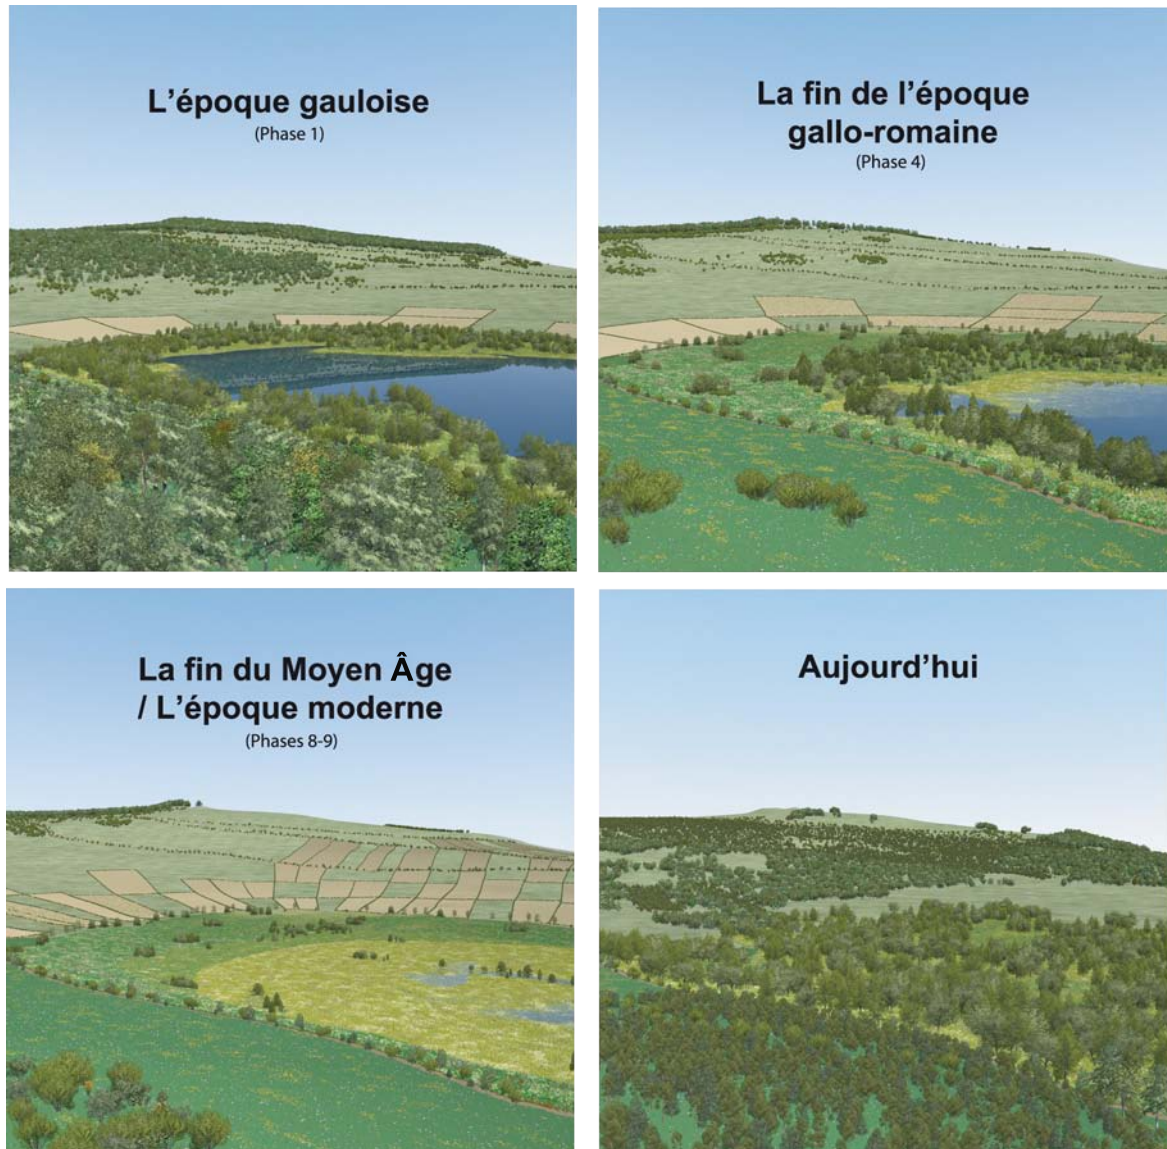 L'époque gauloise
(Phase 1)
La fin de l'époque
gallo-romaine
(Phase 4)
La fin du Moyen Âge
/ L'époque moderne
(Phases 8-9)
Aujourd'hui